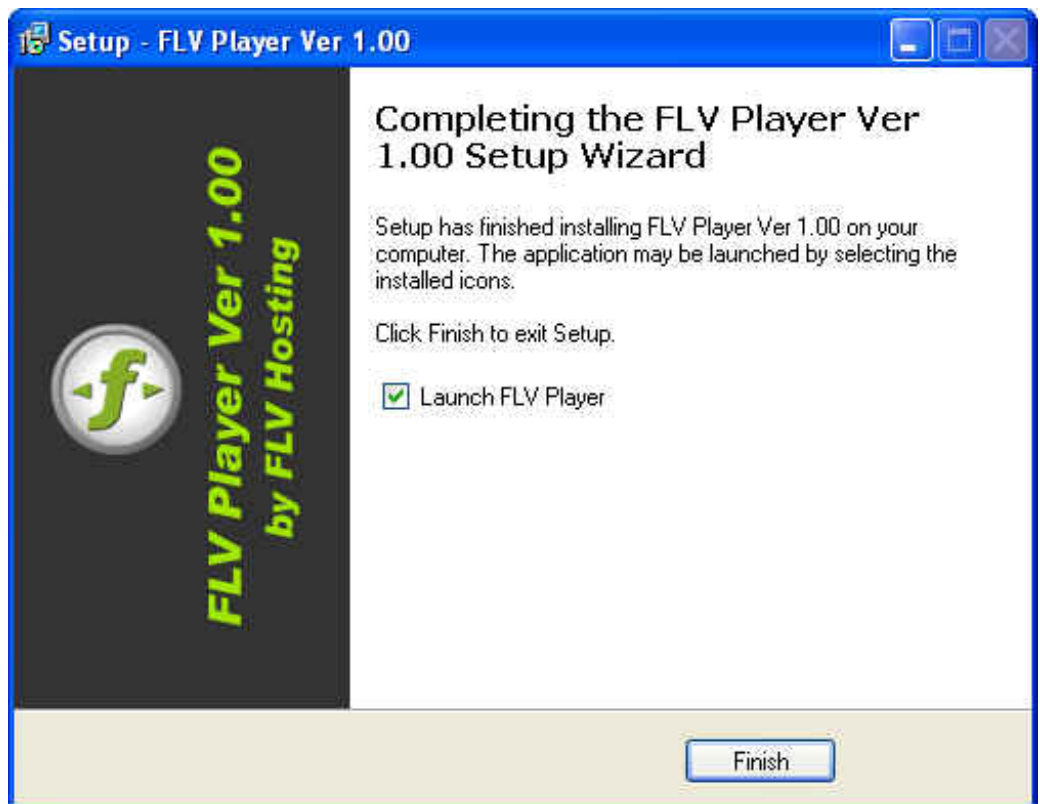 Setup - FLV Player Ver 1.00
FLV Player Ver 1.00
by FLV Hosting
f
Completing the FLV Player Ver
1.00 Setup Wizard
Setup has finished installing FLV Player Ver 1.00 on your
computer. The application may be launched by selecting the
installed icons.
Click Finish to exit Setup.
Launch FLV Player
Finish